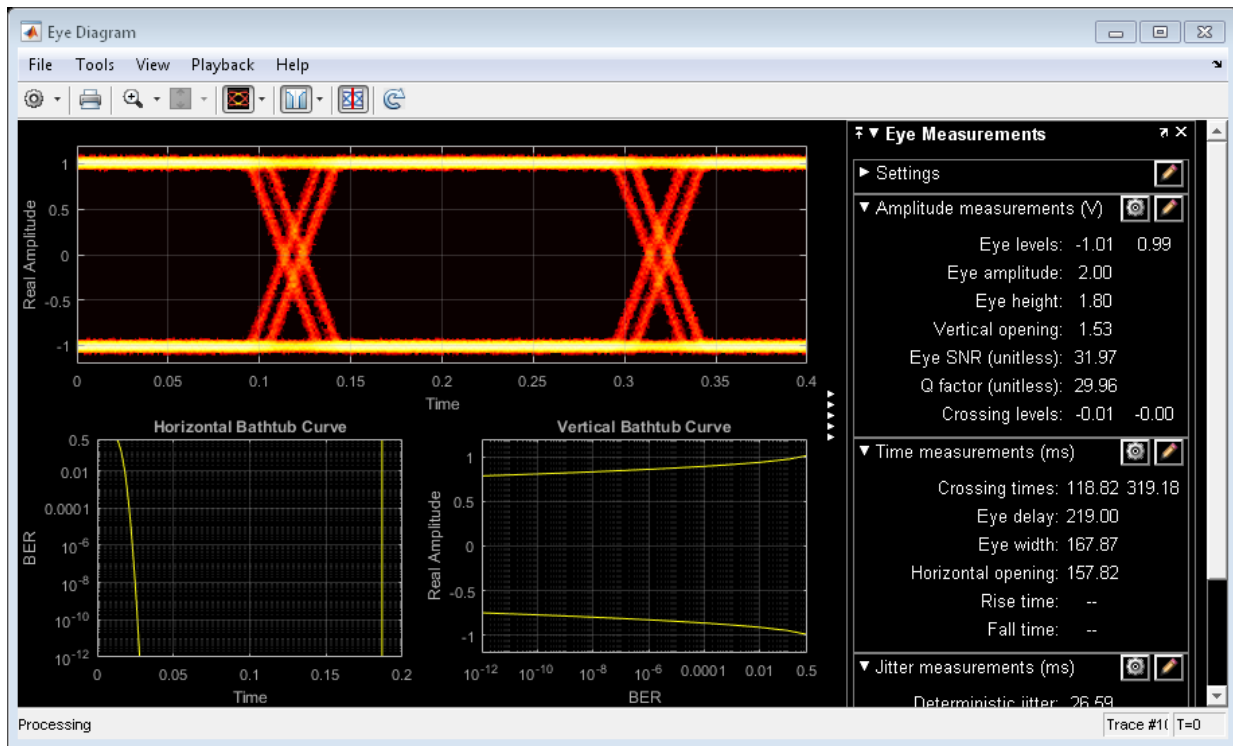 Eye Diagram
File Tools View Playback Help
1
0.5
0
-0.5
-1
Real Amplitude
0 0.05 0.1 0.15 0.2 0.25 0.3 0.35 0.4
Time
Horizontal Bathtub Curve
0.5
0.01
0.0001
10^-6
10^-8
10^-10
10^-12
BER
0 0.05 0.1 0.15 0.2
Time
Vertical Bathtub Curve
1
0.5
0
-0.5
-1
Real Amplitude
10^-12 10^-10 10^-8 10^-6 0.0001 0.01 0.5
BER
Eye Measurements
Settings
Amplitude measurements (V)
Eye levels: -1.01 0.99
Eye amplitude: 2.00
Eye height: 1.80
Vertical opening: 1.53
Eye SNR (unitless): 31.97
Q factor (unitless): 29.96
Crossing levels: -0.01 -0.00
Time measurements (ms)
Crossing times: 118.82 319.18
Eye delay: 219.00
Eye width: 167.87
Horizontal opening: 157.82
Rise time: --
Fall time: --
Jitter measurements (ms)
Deterministic jitter: 26.59
Processing
Trace #1( T=0